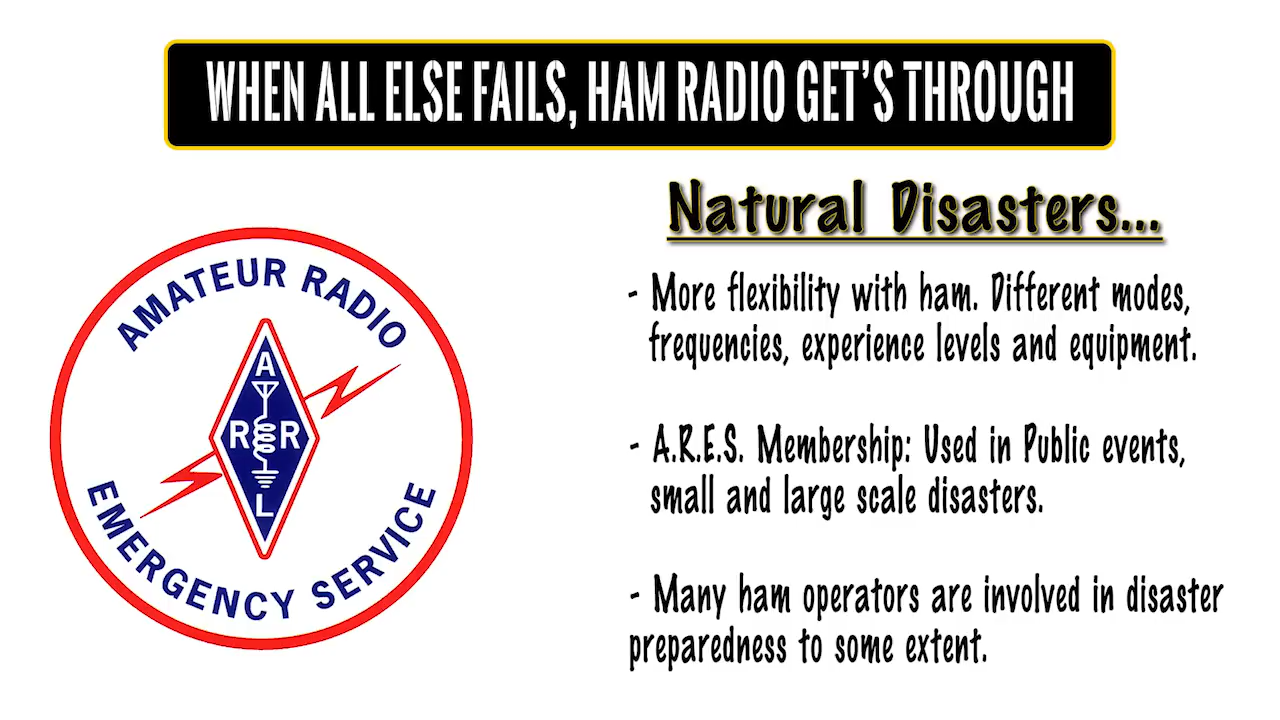 WHEN ALL ELSE FAILS, HAM RADIO GET'S THROUGH
Natural Disasters...
AMATEUR RADIO
A
R R
L
EMERGENCY SERVICE
- More flexibility with ham. Different modes,
frequencies, experience levels and equipment.
- A.R.E.S. Membership: Used in Public events,
small and large scale disasters.
- Many ham operators are involved in disaster
preparedness to some extent.